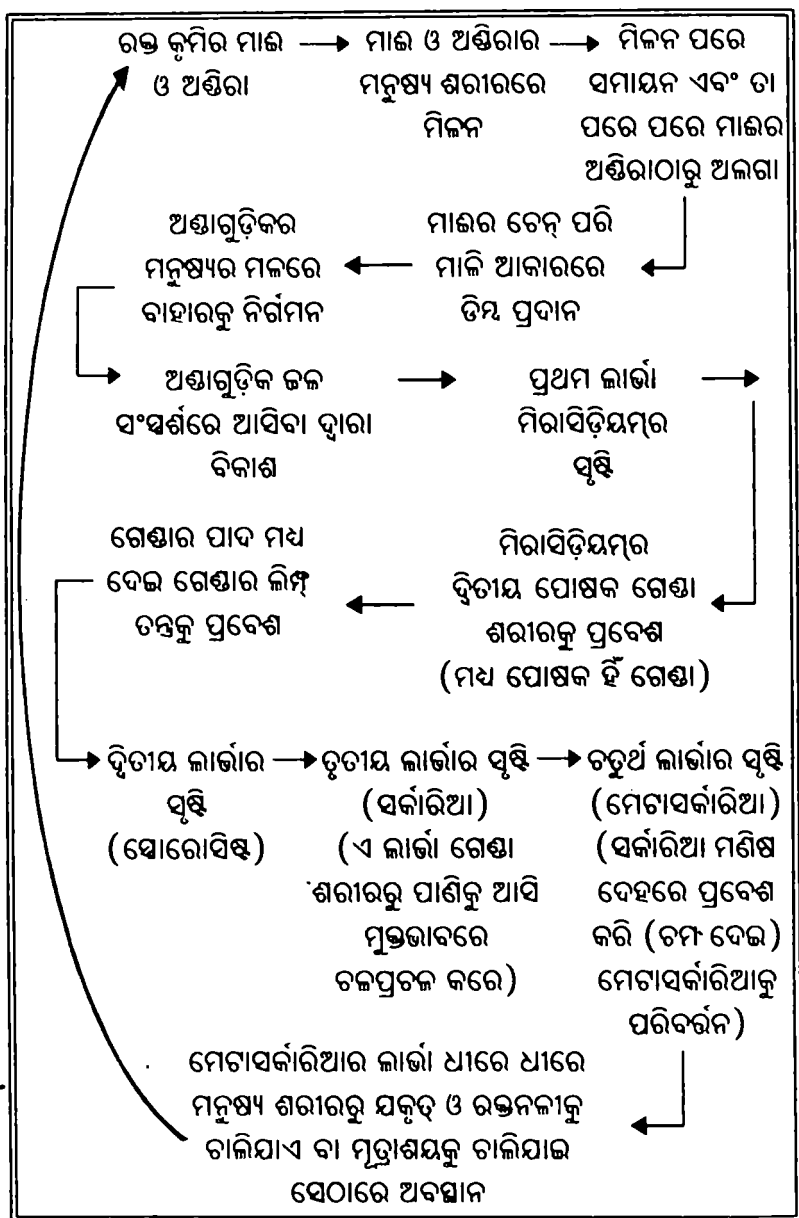 ରକ୍ତ କୃମିର ମାଈ
ଓ ଅଣ୍ଡିରା
ମାଈ ଓ ଅଣ୍ଡିରାର
ମନୁଷ୍ୟ ଶରୀରରେ
ମିଳନ
ମିଳନ ପରେ
ସମାୟନ ଏବଂ ତା
ପରେ ପରେ ମାଈର
ଅଣ୍ଡିରାଠାରୁ ଅଲଗା
ମାଈର ଚେନ୍ ପରି
ମାଳି ଆକାରରେ
ଡିମ୍ବ ପ୍ରଦାନ
ଅଣ୍ଡାଗୁଡ଼ିକର
ମନୁଷ୍ୟର ମଳରେ
ବାହାରକୁ ନିର୍ଗମନ
ଅଣ୍ଡାଗୁଡ଼ିକ ଜଳ
ସଂସ୍ପର୍ଶରେ ଆସିବା ଦ୍ୱାରା
ବିକାଶ
ପ୍ରଥମ ଲାର୍ଭା
ମିରାସିଡ଼ିୟମ୍‌ର
ସୃଷ୍ଟି
ମିରାସିଡ଼ିୟମ୍‌ର
ଦ୍ୱିତୀୟ ପୋଷକ ଗେଣ୍ଡା
ଶରୀରକୁ ପ୍ରବେଶ
(ମଧ୍ୟ ପୋଷକ ହିଁ ଗେଣ୍ଡା)
ଗେଣ୍ଡାର ପାଦ ମଧ୍ୟ
ଦେଇ ଗେଣ୍ଡାର ଲିମ୍ଫ୍
ତନ୍ତ୍ରକୁ ପ୍ରବେଶ
ଦ୍ୱିତୀୟ ଲାର୍ଭାର
ସୃଷ୍ଟି
(ସ୍ପୋରୋସିଷ୍ଟ)
ତୃତୀୟ ଲାର୍ଭାର ସୃଷ୍ଟି
(ସର୍କାରିଆ)
(ଏ ଲାର୍ଭା ଗେଣ୍ଡା
ଶରୀରରୁ ପାଣିକୁ ଆସି
ମୁକ୍ତଭାବରେ
ଚଳପ୍ରଚଳ କରେ)
ଚତୁର୍ଥ ଲାର୍ଭାର ସୃଷ୍ଟି
(ମେଟାସର୍କାରିଆ)
(ସର୍କାରିଆ ମଣିଷ
ଦେହରେ ପ୍ରବେଶ
କରି (ଚମ ଦେଇ)
ମେଟାସର୍କାରିଆକୁ
ପରିବର୍ତ୍ତନ)
ମେଟାସର୍କାରିଆର ଲାର୍ଭା ଧୀରେ ଧୀରେ
ମନୁଷ୍ୟ ଶରୀରରୁ ଯକୃତ୍ ଓ ରକ୍ତନଳୀକୁ
ଚାଲିଯାଏ ବା ମୂତ୍ରାଶୟକୁ ଚାଲିଯାଇ
ସେଠାରେ ଅବସ୍ଥାନ